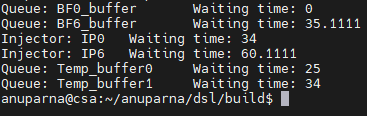 Queue: BF0_buffer Waiting time: 0
Queue: BF6_buffer Waiting time: 35.1111
Injector: IP0 Waiting time: 34
Injector: IP6 Waiting time: 60.1111
Queue: Temp_buffer0 Waiting time: 25
Queue: Temp_buffer1 Waiting time: 34
anuparna@csa:~/anuparna/dsl/build$